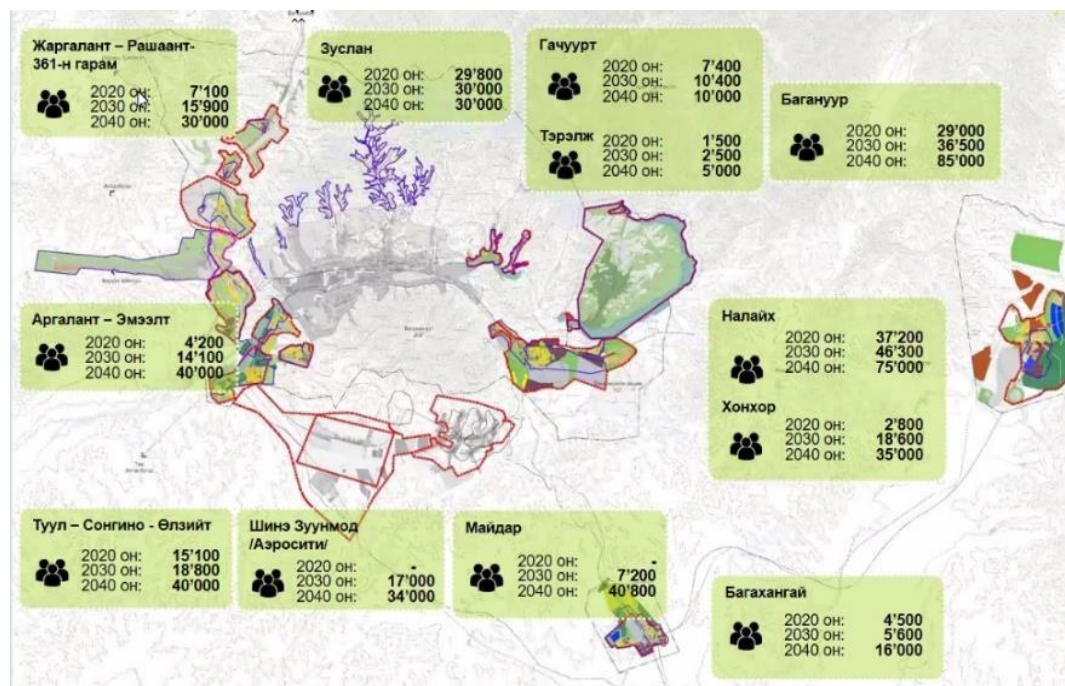 Жаргалант – Рашаант-
361-н гарам
2020 он: 7'100
2030 он: 15'900
2040 он: 30'000
Зуслан
2020 он: 29'800
2030 он: 30'000
2040 он: 30'000
Гачуурт
2020 он: 7'400
2030 он: 10'400
2040 он: 10'000
Тэрэлж
2020 он: 1'500
2030 он: 2'500
2040 он: 5'000
Багануур
2020 он: 29'000
2030 он: 36'500
2040 он: 85'000
Аргалант – Эмээлт
2020 он: 4'200
2030 он: 14'100
2040 он: 40'000
Налайх
2020 он: 37'200
2030 он: 46'300
2040 он: 75'000
Хонхор
2020 он: 2'800
2030 он: 18'600
2040 он: 35'000
Туул – Сонгино - Өлзийт
2020 он: 15'100
2030 он: 18'800
2040 он: 40'000
Шинэ Зуунмод
/Аэросити/
2020 он: -
2030 он: 17'000
2040 он: 34'000
Майдар
2020 он: -
2030 он: 7'200
2040 он: 40'800
Багахангай
2020 он: 4'500
2030 он: 5'600
2040 он: 16'000